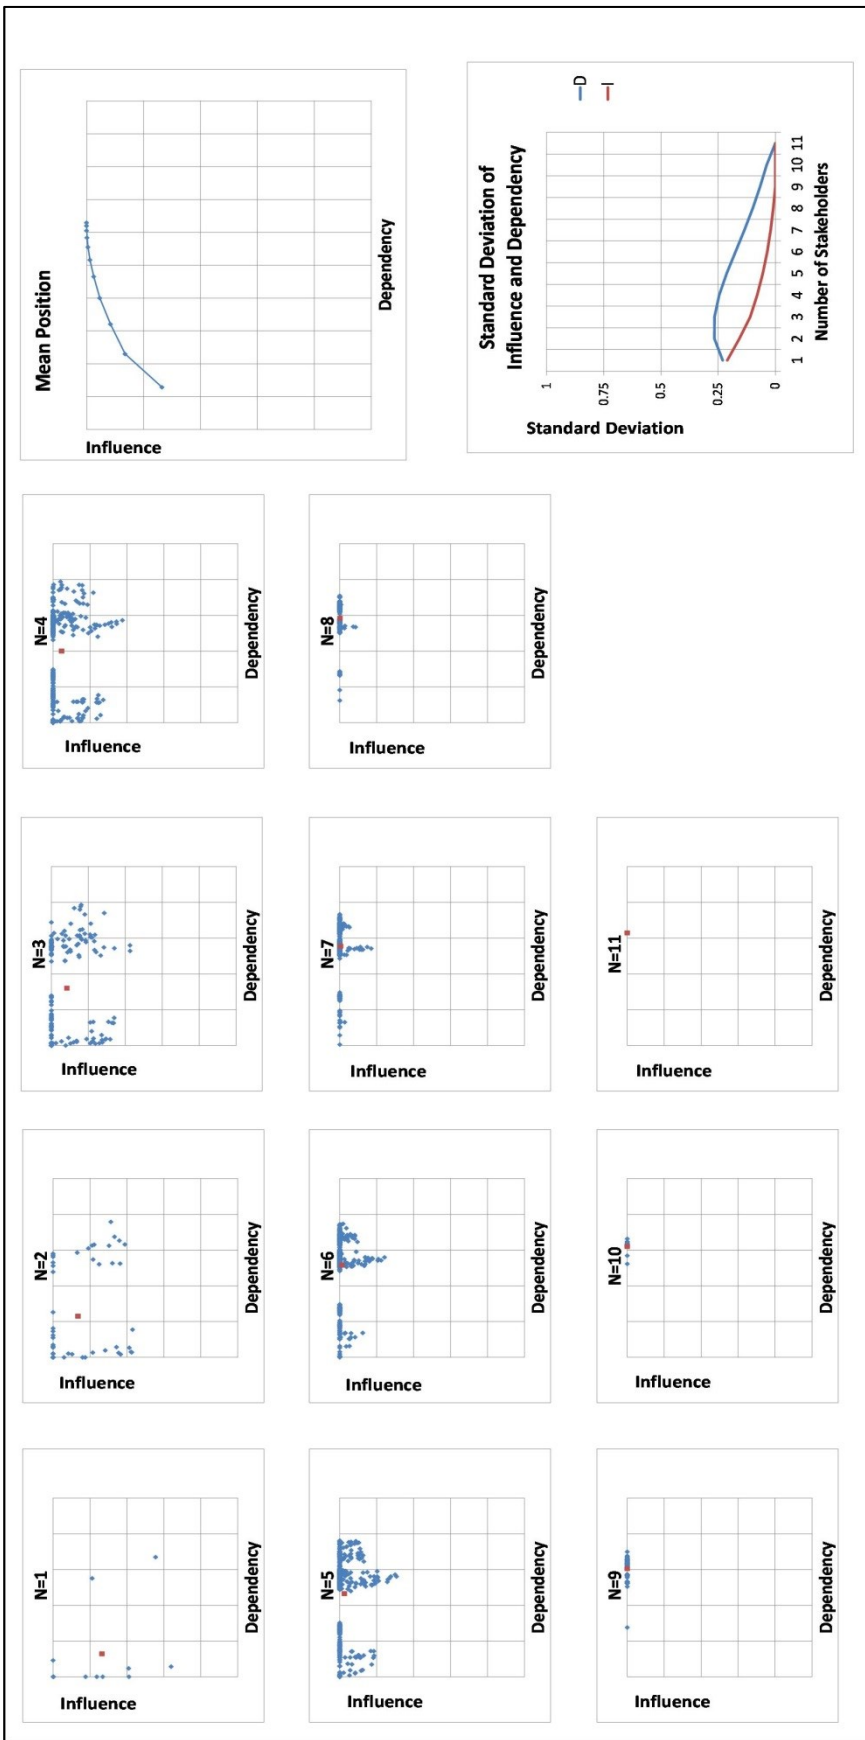 N=1
Influence
Dependency
N=2
Influence
Dependency
N=3
Influence
Dependency
N=4
Influence
Dependency
Mean Position
Influence
Dependency
N=5
Influence
Dependency
N=6
Influence
Dependency
N=7
Influence
Dependency
N=8
Influence
Dependency
Standard Deviation of
Influence and Dependency
Standard Deviation
1
0.75
0.5
0.25
0
1 2 3 4 5 6 7 8 9 10 11
Number of Stakeholders
D
I
N=9
Influence
Dependency
N=10
Influence
Dependency
N=11
Influence
Dependency